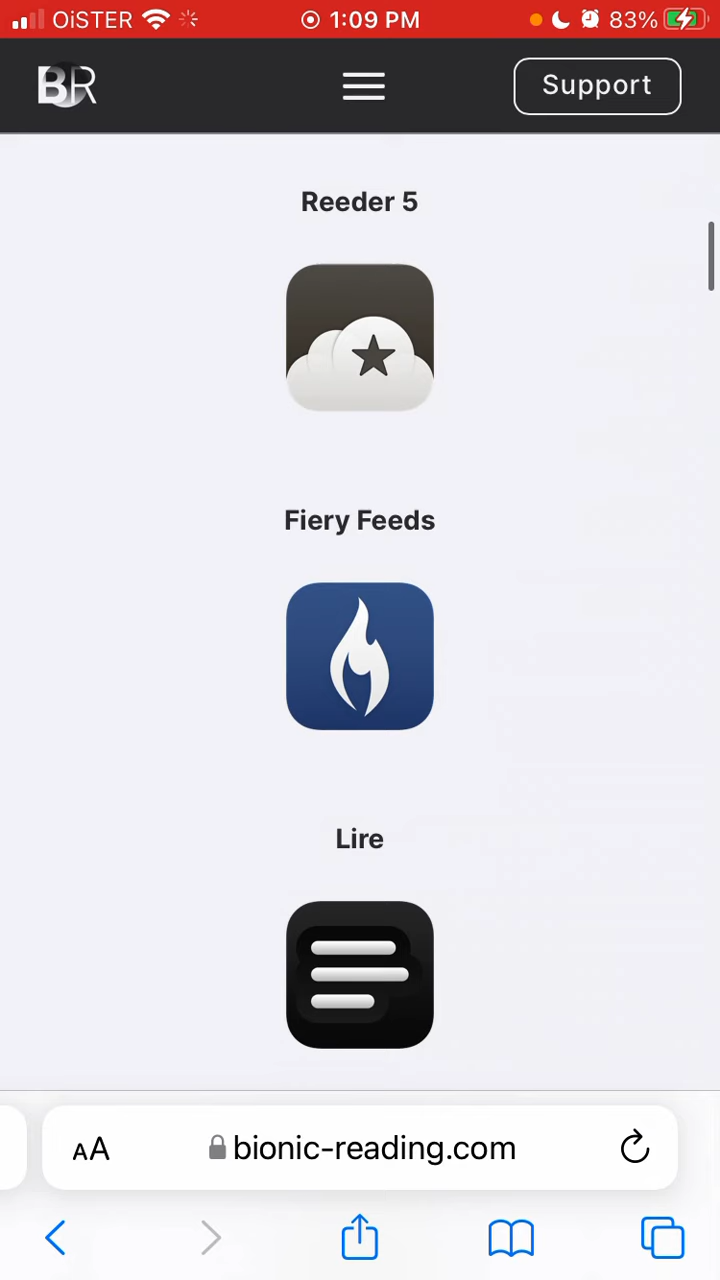 OiSTER 1:09 PM 83%
BR Support
Reeder 5
Fiery Feeds
Lire
AA bionic-reading.com